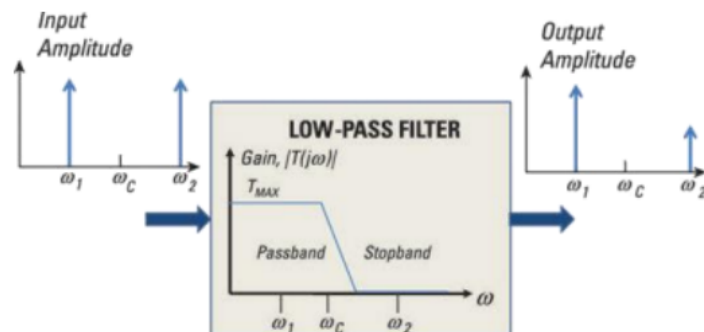 Input
Amplitude
ω1
ωC
ω2
LOW-PASS FILTER
Gain, |T(jω)|
TMAX
Passband
Stopband
ω
ω1
ωC
ω2
Output
Amplitude
ω1
ωC
ω2